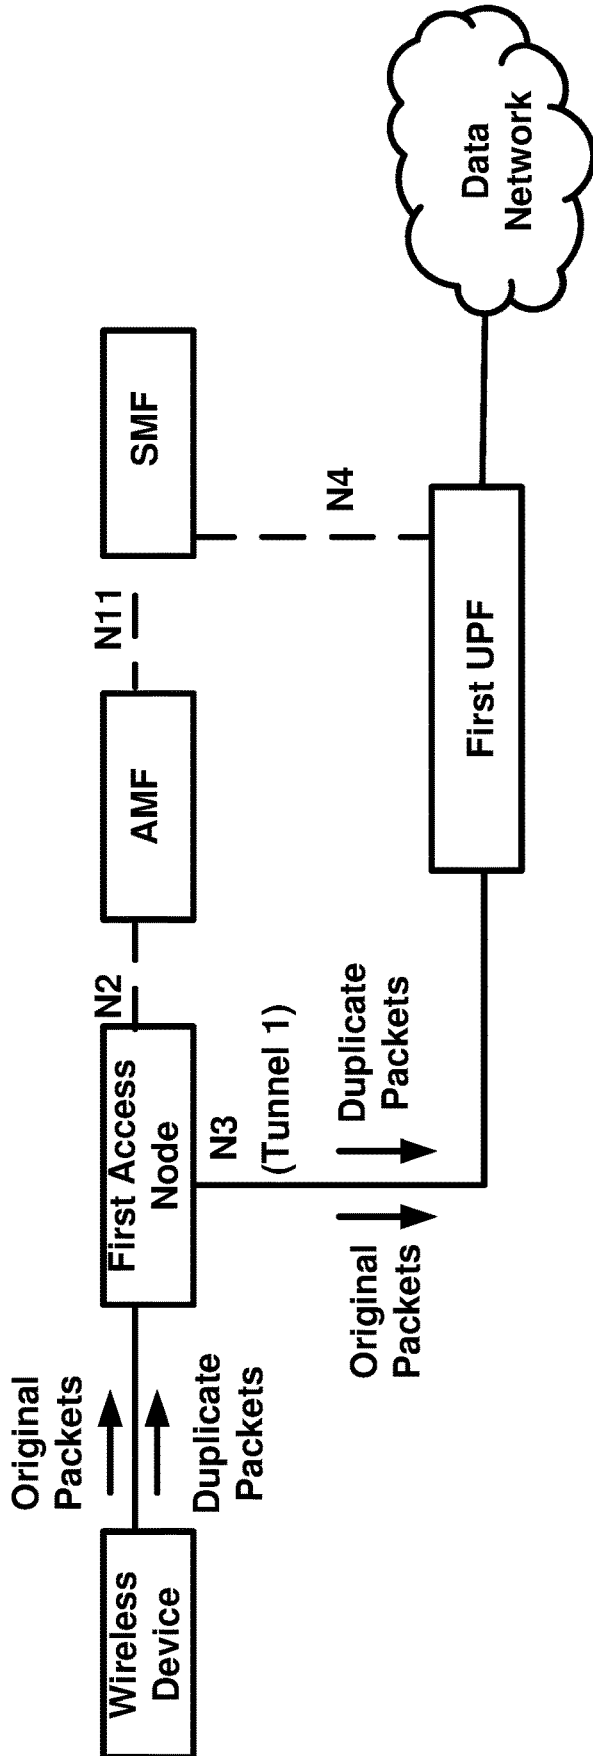 Original
Packets
Wireless
Device
Duplicate
Packets
First Access
Node
N2
AMF
N11
SMF
N3
(Tunnel 1)
N4
Original
Packets
Duplicate
Packets
First UPF
Data
Network